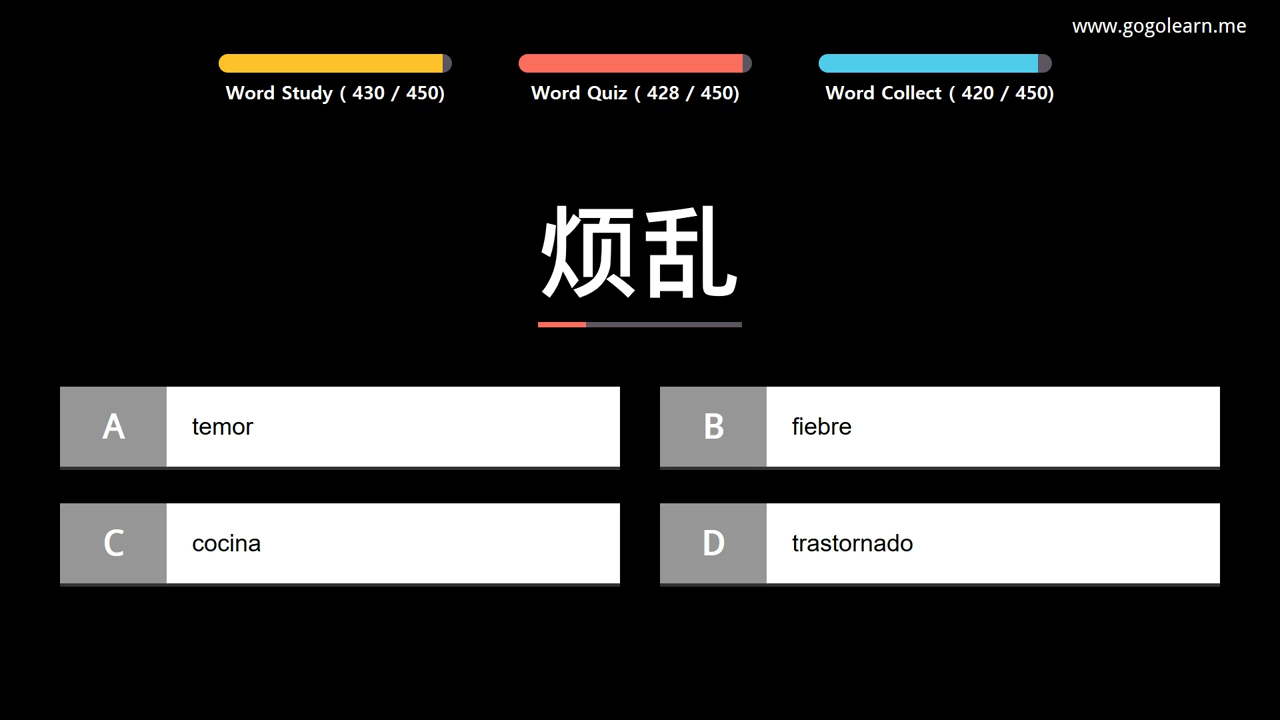 www.gogolearn.me
Word Study ( 430 / 450)
Word Quiz ( 428 / 450)
Word Collect ( 420 / 450)
烦乱
A temor
B fiebre
C cocina
D trastornado